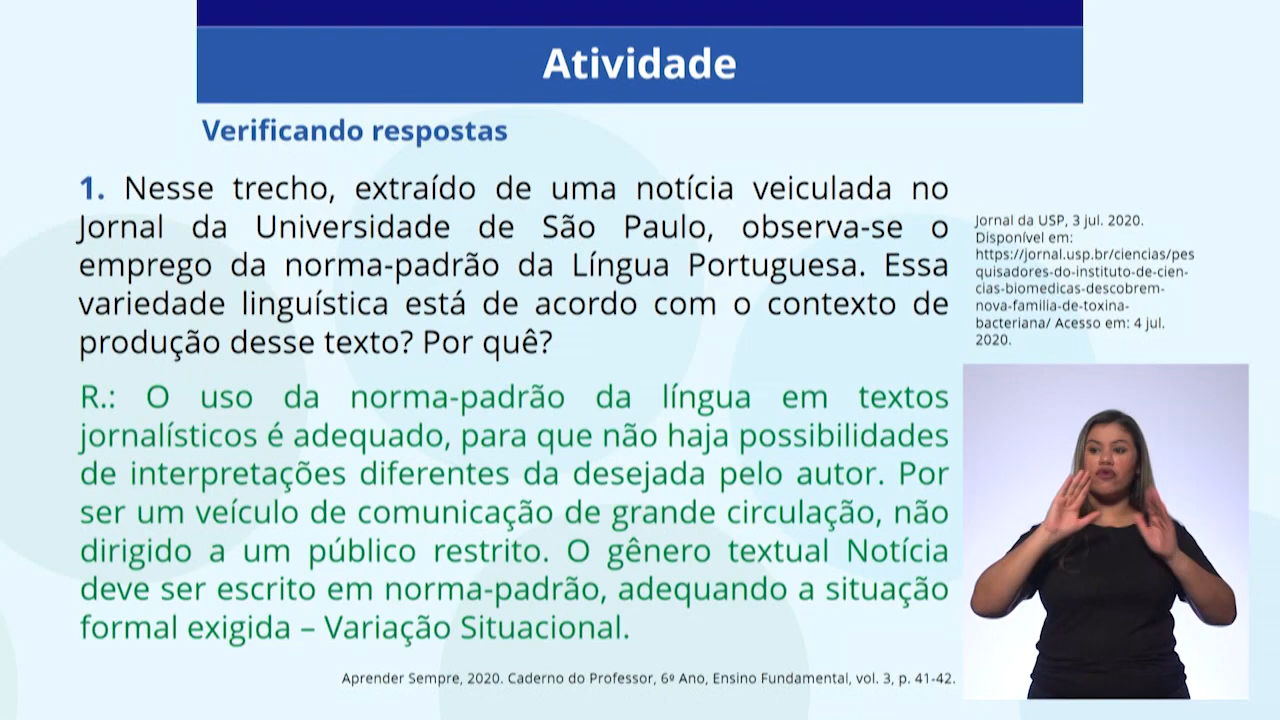 Atividade
Verificando respostas
1. Nesse trecho, extraído de uma notícia veiculada no
Jornal da Universidade de São Paulo, observa-se o
emprego da norma-padrão da Língua Portuguesa. Essa
variedade linguística está de acordo com o contexto de
produção desse texto? Por quê?
R.: O uso da norma-padrão da língua em textos
jornalísticos é adequado, para que não haja possibilidades
de interpretações diferentes da desejada pelo autor. Por
ser um veículo de comunicação de grande circulação, não
dirigido a um público restrito. O gênero textual Notícia
deve ser escrito em norma-padrão, adequando a situação
formal exigida – Variação Situacional.
Jornal da USP, 3 jul. 2020.
Disponível em:
https://jornal.usp.br/ciencias/pes
quisadores-do-instituto-de-cien-
cias-biomedicas-descobrem-
nova-familia-de-toxina-
bacteriana/ Acesso em: 4 jul.
2020.
Aprender Sempre, 2020. Caderno do Professor, 6º Ano, Ensino Fundamental, vol. 3, p. 41-42.